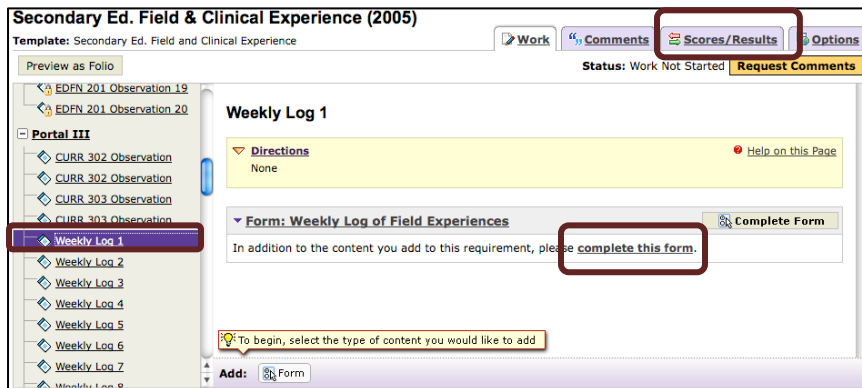 Secondary Ed. Field & Clinical Experience (2005)
Template: Secondary Ed. Field and Clinical Experience
Work
Comments
Scores/Results
Options
Preview as Folio
Status: Work Not Started
Request Comments
EDFN 201 Observation 19
EDFN 201 Observation 20
Portal III
CURR 302 Observation
CURR 302 Observation
CURR 303 Observation
CURR 303 Observation
Weekly Log 1
Weekly Log 2
Weekly Log 3
Weekly Log 4
Weekly Log 5
Weekly Log 6
Weekly Log 7
Weekly Log 8
Weekly Log 1
Directions
Help on this Page
None
Form: Weekly Log of Field Experiences
Complete Form
In addition to the content you add to this requirement, please complete this form.
To begin, select the type of content you would like to add
Add:
Form